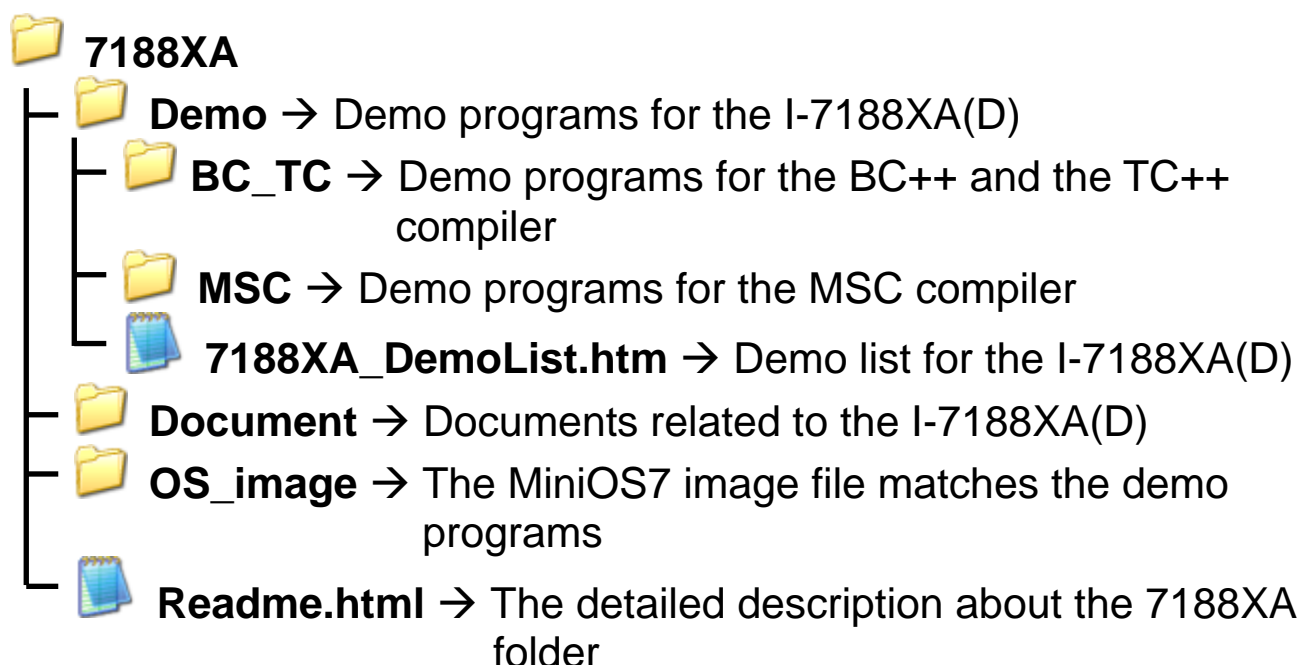 7188XA
Demo → Demo programs for the I-7188XA(D)
BC_TC → Demo programs for the BC++ and the TC++
compiler
MSC → Demo programs for the MSC compiler
7188XA_DemoList.htm → Demo list for the I-7188XA(D)
Document → Documents related to the I-7188XA(D)
OS_image → The MiniOS7 image file matches the demo
programs
Readme.html → The detailed description about the 7188XA
folder